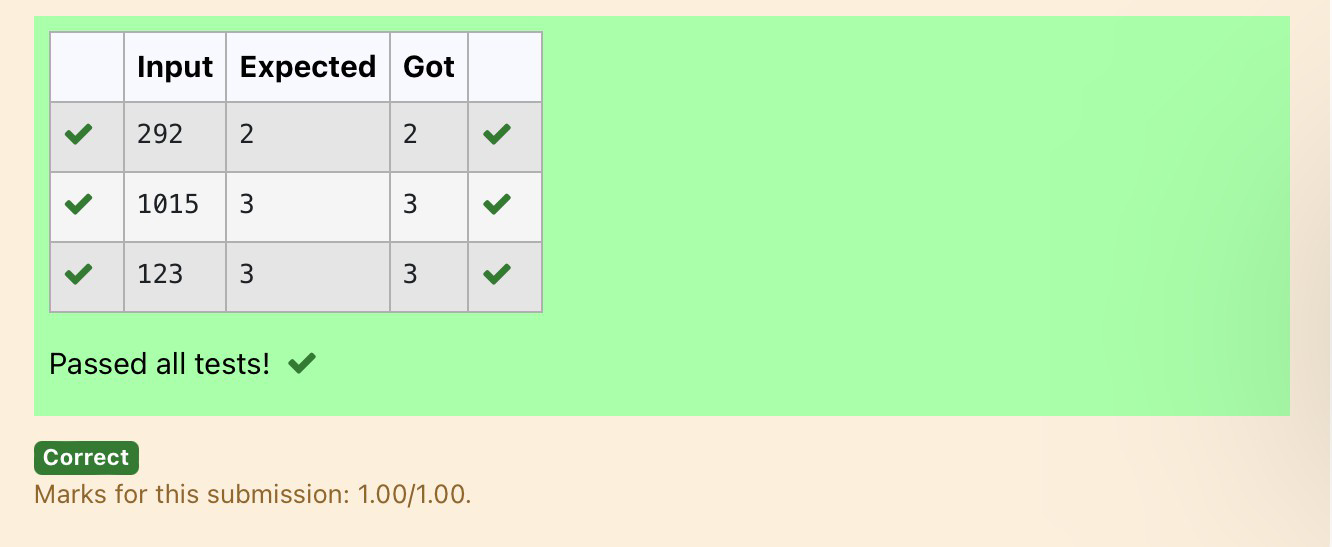 Input Expected Got
292 2 2
1015 3 3
123 3 3
Passed all tests!
Correct
Marks for this submission: 1.00/1.00.